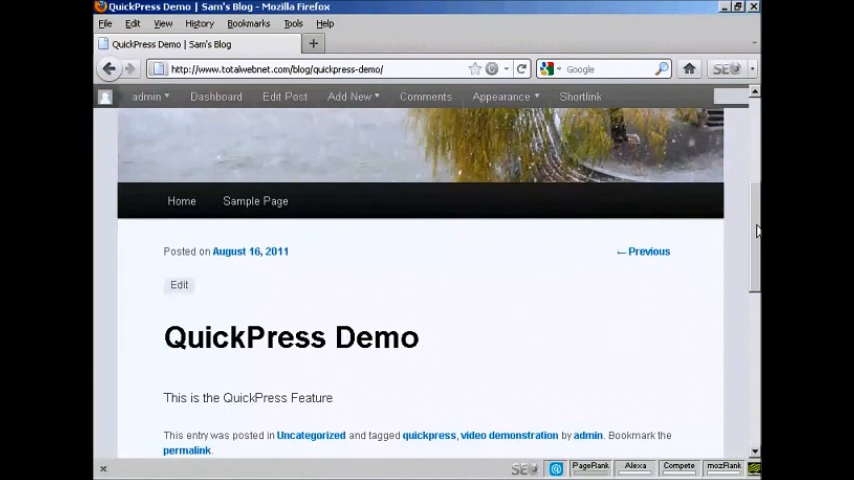 QuickPress Demo | Sam's Blog - Mozilla Firefox
File Edit View History Bookmarks Tools Help
QuickPress Demo | Sam's Blog
http://www.totalwebnet.com/blog/quickpress-demo/ Google SEO
admin Dashboard Edit Post Add New Comments Appearance Shortlink
Home Sample Page
Posted on August 16, 2011 ← Previous
Edit
QuickPress Demo
This is the QuickPress Feature
This entry was posted in Uncategorized and tagged quickpress, video demonstration by admin. Bookmark the
permalink.
SEO PageRank Alexa Compete mozRank